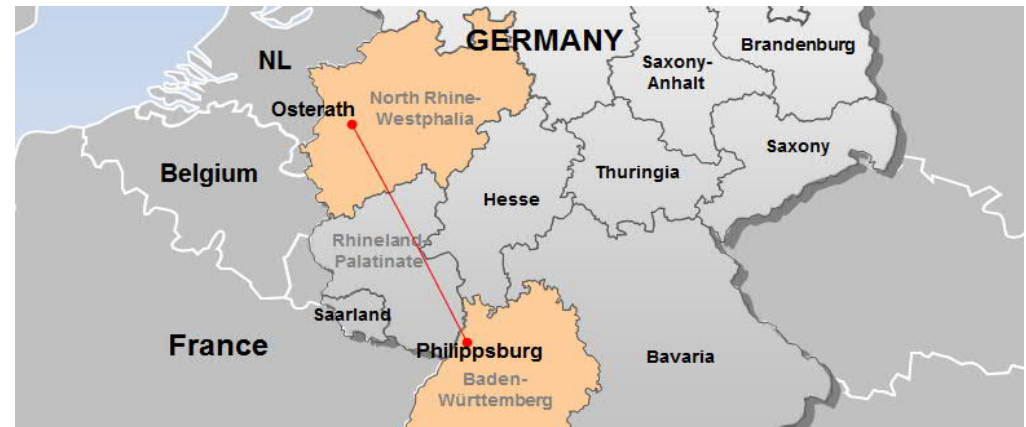 GERMANY
Brandenburg
NL
Saxony-
Anhalt
Osterath
North Rhine-
Westphalia
Saxony
Belgium
Thuringia
Hesse
Rhineland-
Palatinate
Saarland
France
Philippsburg
Bavaria
Baden-
Württemberg